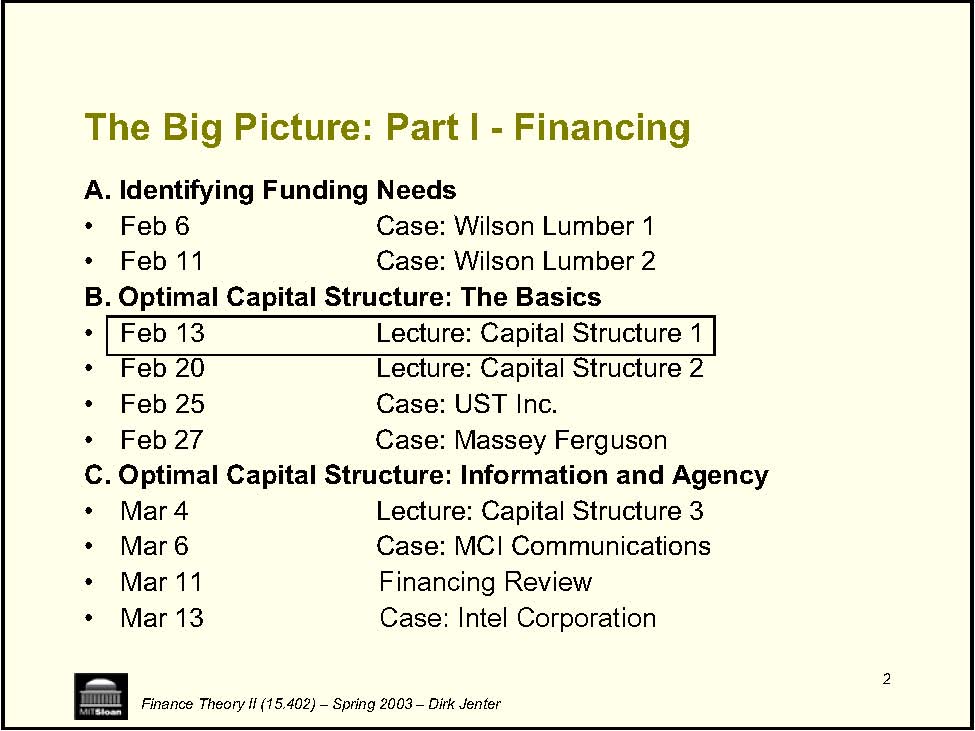 The Big Picture: Part I - Financing
A. Identifying Funding Needs
• Feb 6 Case: Wilson Lumber 1
• Feb 11 Case: Wilson Lumber 2
B. Optimal Capital Structure: The Basics
• Feb 13 Lecture: Capital Structure 1
• Feb 20 Lecture: Capital Structure 2
• Feb 25 Case: UST Inc.
• Feb 27 Case: Massey Ferguson
C. Optimal Capital Structure: Information and Agency
• Mar 4 Lecture: Capital Structure 3
• Mar 6 Case: MCI Communications
• Mar 11 Financing Review
• Mar 13 Case: Intel Corporation
2
MITSloan
Finance Theory II (15.402) – Spring 2003 – Dirk Jenter